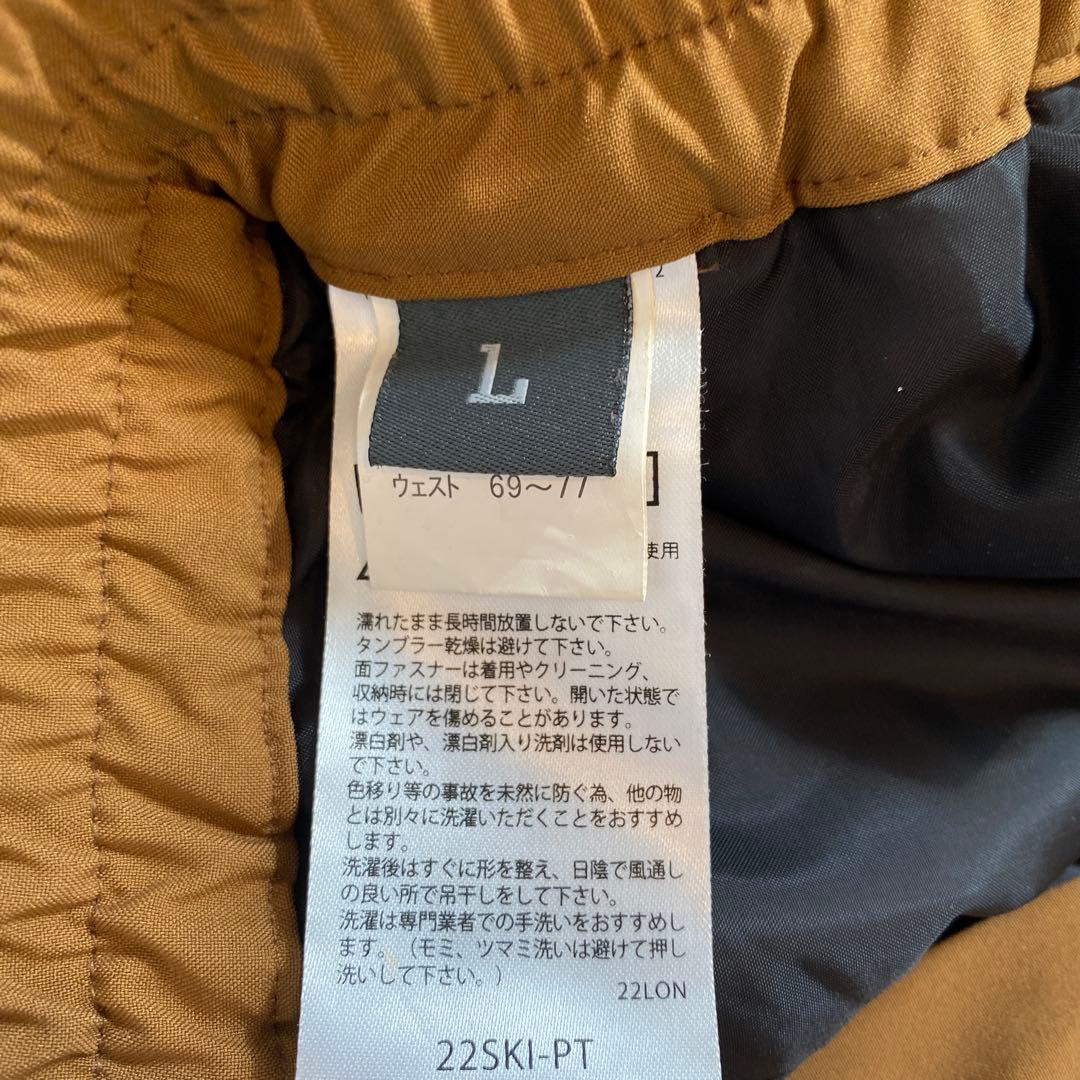 2
L
ウェスト 69～77
使用
濡れたまま長時間放置しないで下さい。
タンブラー乾燥は避けて下さい。
面ファスナーは着用やクリーニング、
収納時には閉じて下さい。開いた状態で
はウェアを傷めることがあります。
漂白剤や、漂白剤入り洗剤は使用しない
で下さい。
色移り等の事故を未然に防ぐ為、他の物
とは別々に洗濯いただくことをおすすめ
します。
洗濯後はすぐに形を整え、日陰で風通し
の良い所で吊干しをして下さい。
洗濯は専門業者での手洗いをおすすめし
ます。（モミ、ツマミ洗いは避けて押し
洗いして下さい。）
22LON
22SKI-PT